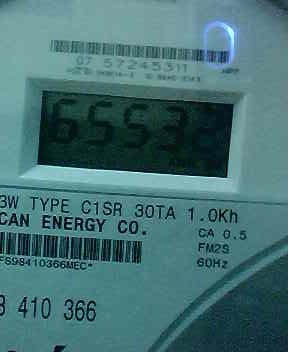 07 57245311
6553
3W TYPE C1SR 30TA 1.0Kh
CAN ENERGY CO.
CA 0.5
FM2S
60Hz
410 366